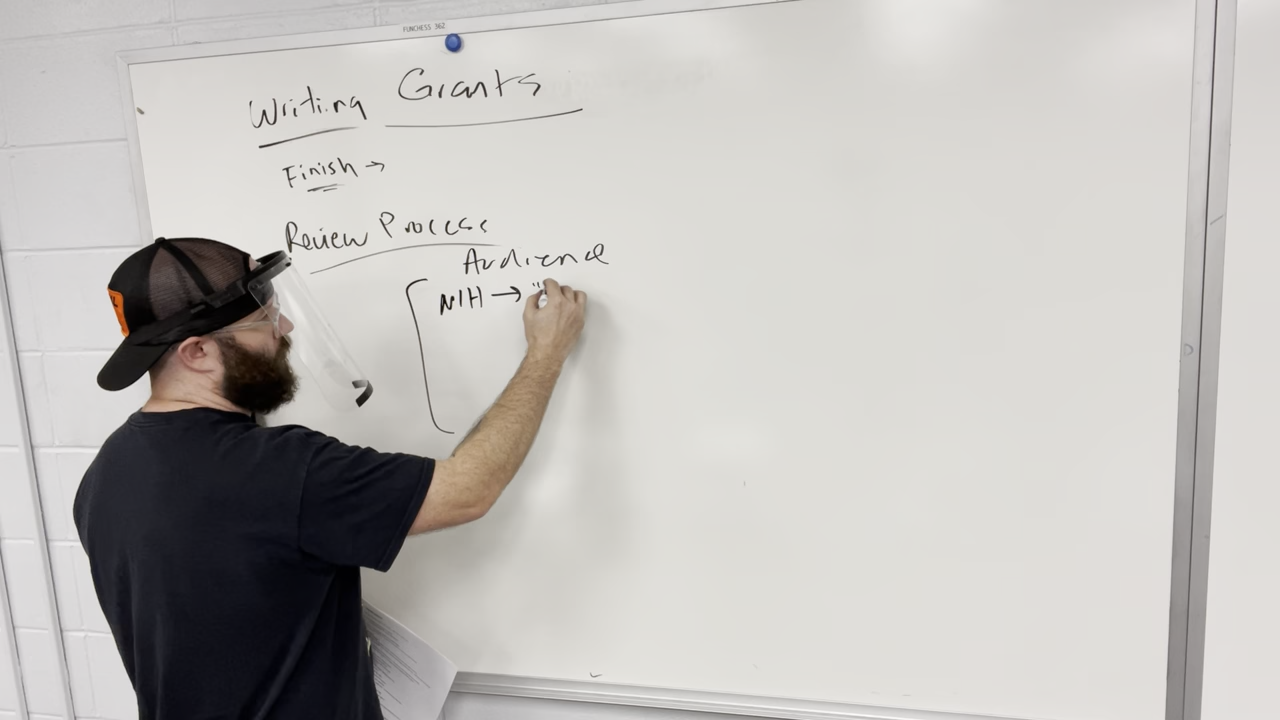 FUNCHESS 362
Writing Grants
Finish →
Review Process
Audience
NIH → "